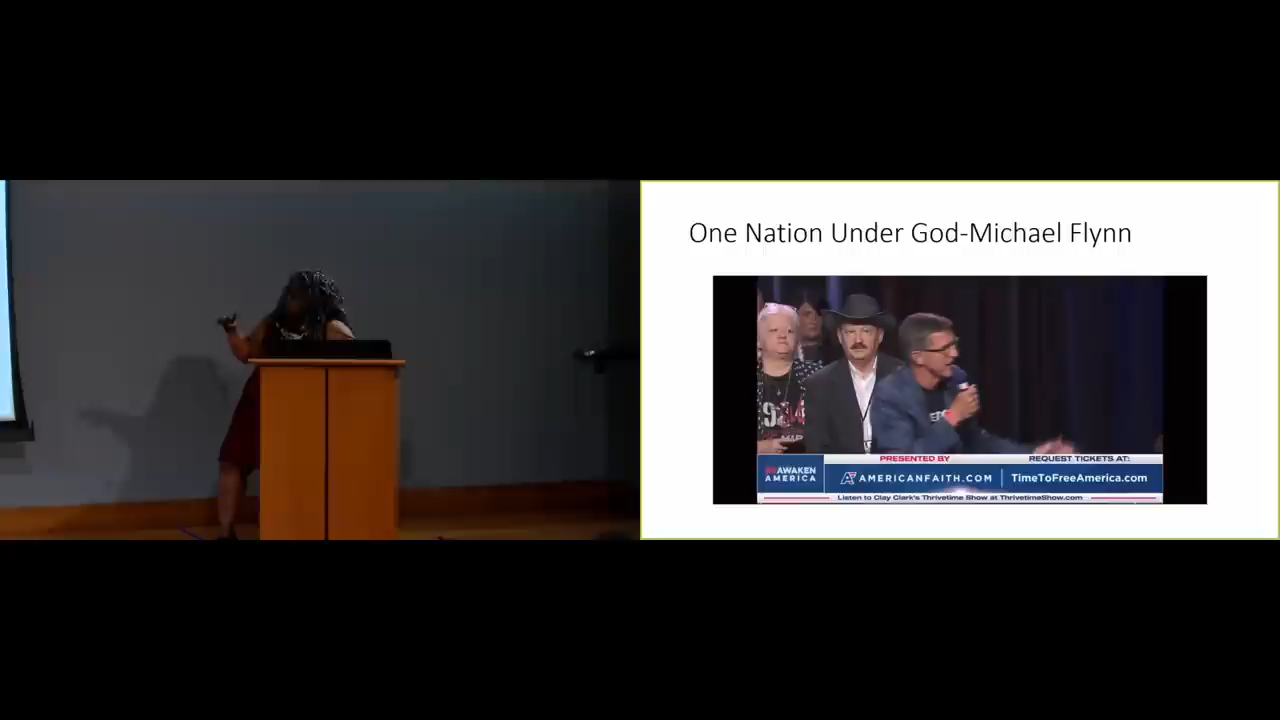 One Nation Under God-Michael Flynn
PRESENTED BY
REQUEST TICKETS AT:
REAWAKEN
AMERICA
AMERICANFAITH.COM
TimeToFreeAmerica.com
Listen to Clay Clark's Thrivetime Show at ThrivetimeShow.com